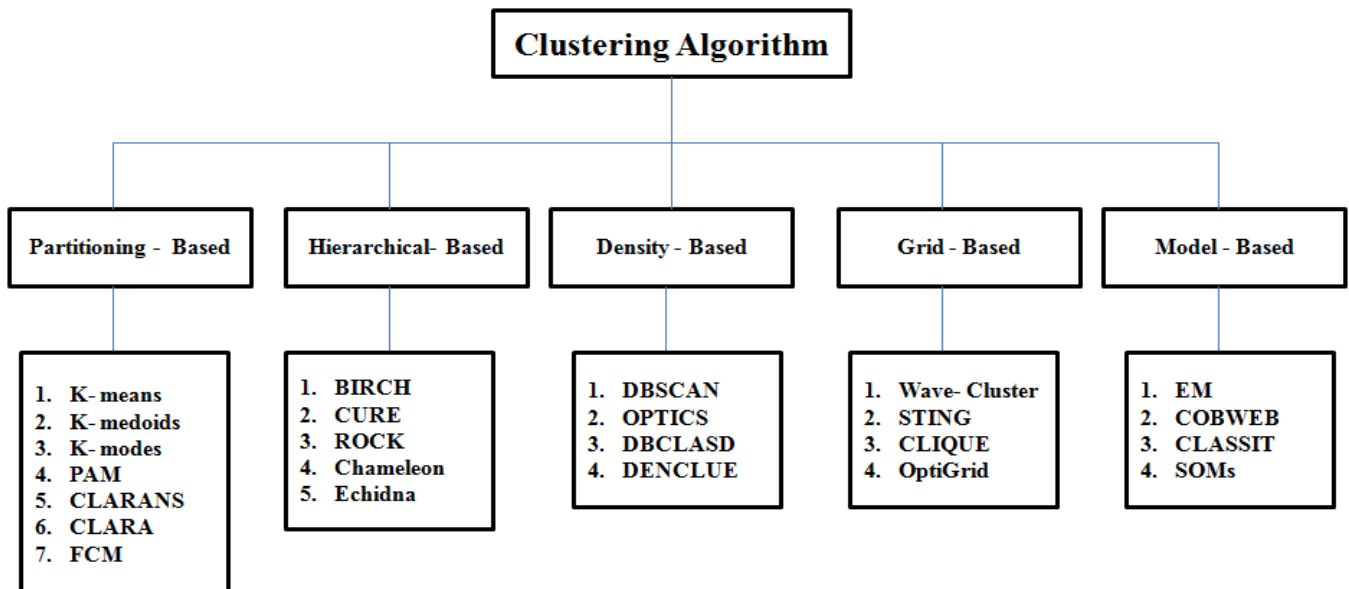 Clustering Algorithm
Partitioning - Based
Hierarchical- Based
Density - Based
Grid - Based
Model - Based
1. K- means
2. K- medoids
3. K- modes
4. PAM
5. CLARANS
6. CLARA
7. FCM
1. BIRCH
2. CURE
3. ROCK
4. Chameleon
5. Echidna
1. DBSCAN
2. OPTICS
3. DBCLASD
4. DENCLUE
1. Wave- Cluster
2. STING
3. CLIQUE
4. OptiGrid
1. EM
2. COBWEB
3. CLASSIT
4. SOMs